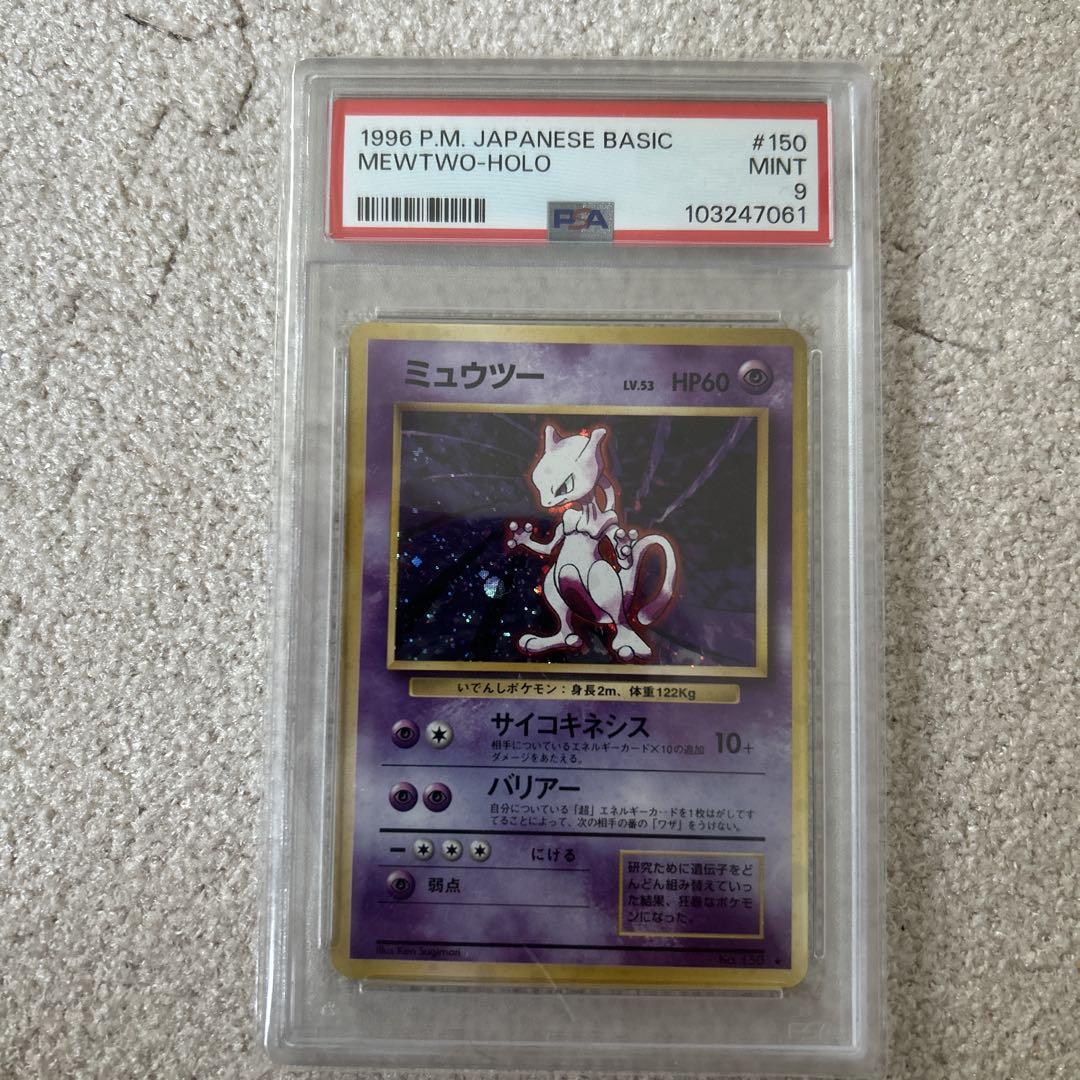 1996 P.M. JAPANESE BASIC #150
MEWTWO-HOLO MINT
9
PSA 103247061
ミュウツー LV.53 HP60
いでんしポケモン：身長2m、体重122Kg
サイコキネシス 10+
相手についているエネルギーカード×10の追加
ダメージをあたえる。
バリアー
自分についている「超」エネルギーカードを1枚はがしてす
てることによって、次の相手の番の「ワザ」をうけない。
ー にげる
弱点
研究ために遺伝子をど
んどん組み替えていっ
た結果、狂暴なポケモ
ンになった。
Illus. Ken Sugimori No. 150 ★